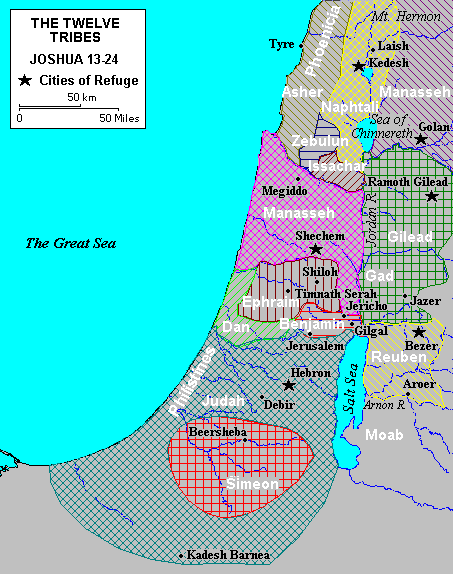 THE TWELVE
TRIBES
JOSHUA 13-24
Cities of Refuge
50 km
0
50 Miles
Mt. Hermon
Tyre
Phoenicia
Laish
Kedesh
Asher
Manasseh
Naphtali
Sea of
Chinnereth
Golan
Zebulun
Issachar
Ramoth Gilead
Megiddo
Manasseh
Jordan R.
Shechem
Gilead
The Great Sea
Shiloh
Gad
Timnath Serah
Ephraim
Jericho
Jazer
Dan
Benjamin
Gilgal
Jerusalem
Bezer
Reuben
Philistines
Hebron
Salt Sea
Aroer
Judah
Debir
Arnon R.
Beersheba
Moab
Simeon
Kadesh Barnea